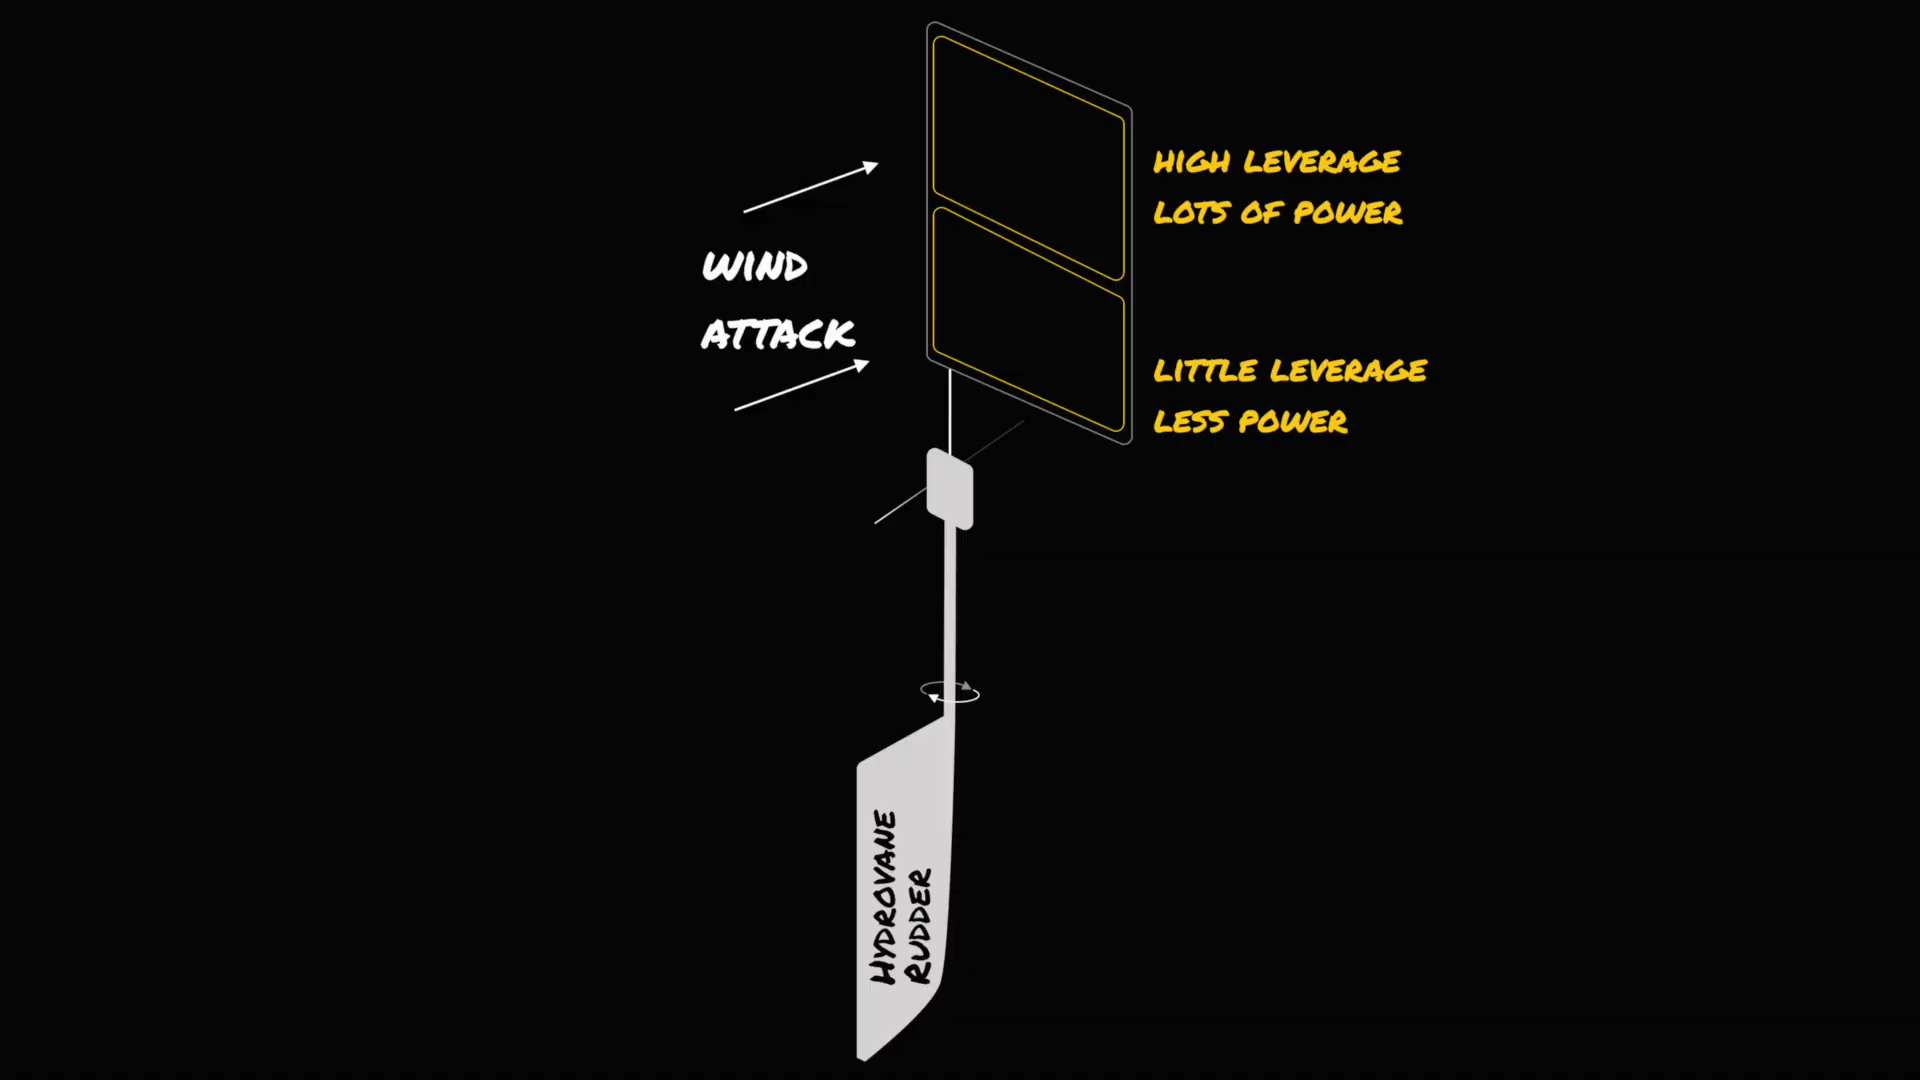 HIGH LEVERAGE
LOTS OF POWER
WIND
ATTACK
LITTLE LEVERAGE
LESS POWER
HYDROVANE
RUDDER